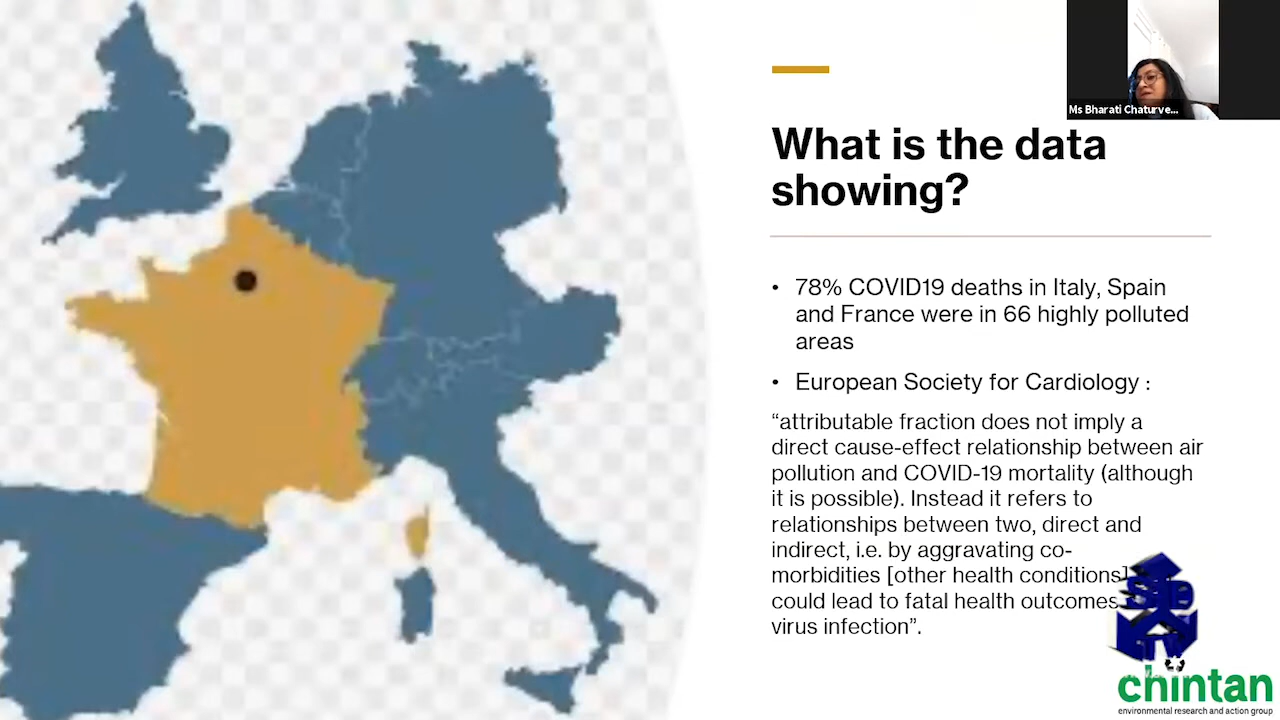 Ms Bharati Chaturve...
What is the data
showing?
• 78% COVID19 deaths in Italy, Spain
and France were in 66 highly polluted
areas
• European Society for Cardiology :
“attributable fraction does not imply a
direct cause-effect relationship between air
pollution and COVID-19 mortality (although
it is possible). Instead it refers to
relationships between two, direct and
indirect, i.e. by aggravating co-
morbidities [other health conditions]
could lead to fatal health outcomes
virus infection”.
chintan
environmental research and action group